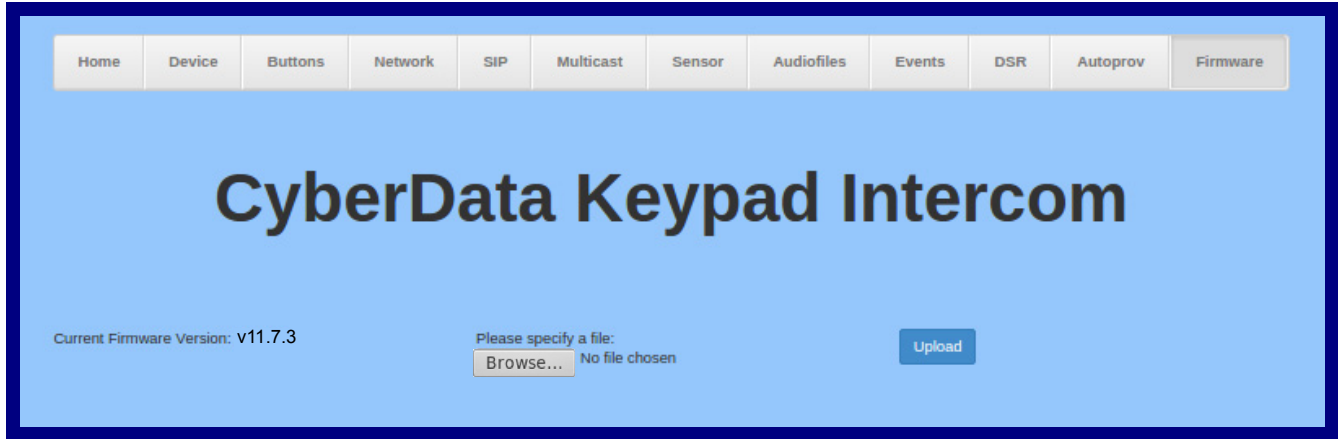 Home Device Buttons Network SIP Multicast Sensor Audiofiles Events DSR Autoprov Firmware
CyberData Keypad Intercom
Current Firmware Version: v11.7.3
Please specify a file:
Browse... No file chosen
Upload